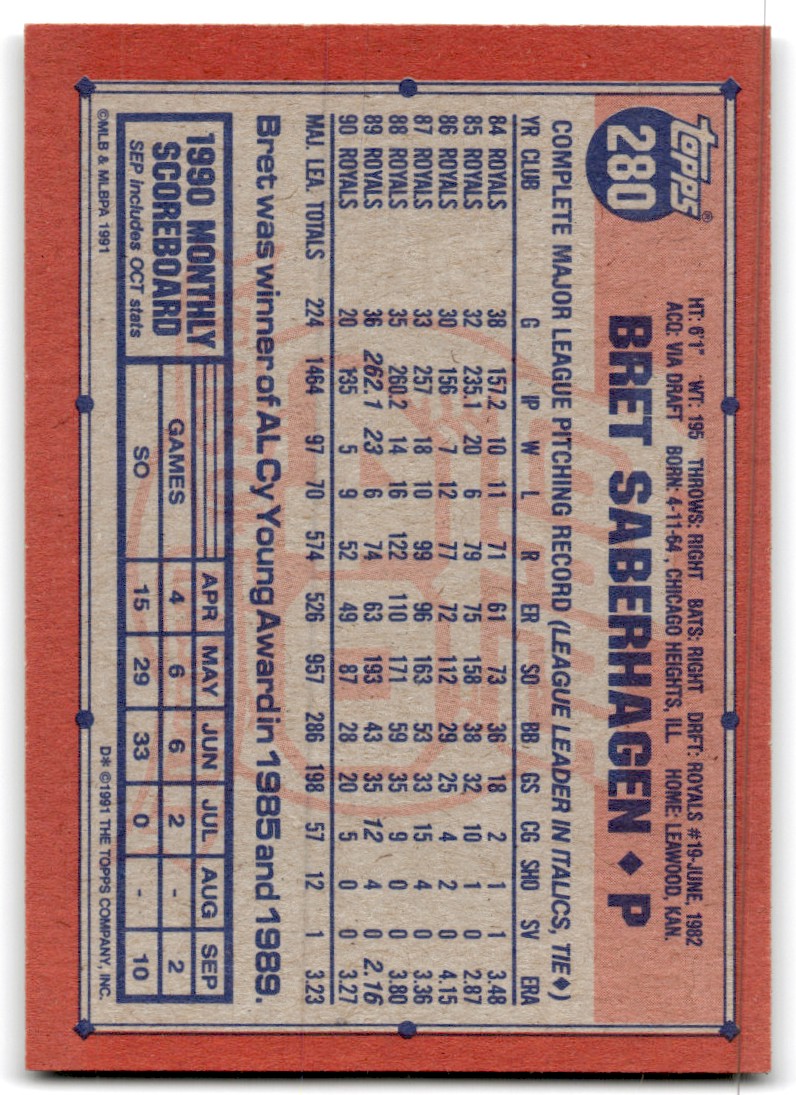 topps®
280
HT: 6'1" WT: 195 THROWS: RIGHT BATS: RIGHT DRFT: ROYALS #19-JUNE, 1982
ACQ: VIA DRAFT BORN: 4-11-64, CHICAGO HEIGHTS, ILL. HOME: LEAWOOD, KAN.
BRET SABERHAGEN ♦ P
COMPLETE MAJOR LEAGUE PITCHING RECORD (LEAGUE LEADER IN ITALICS, TIE♦)
YR CLUB G IP W L R ER SO BB GS CG SHO SV ERA
84 ROYALS 38 157.2 10 11 71 61 73 36 18 2 1 1 3.48
85 ROYALS 32 235.1 20 6 79 75 158 38 32 10 1 0 2.87
86 ROYALS 30 156 7 12 77 72 112 29 25 4 2 0 4.15
87 ROYALS 33 257 18 10 99 96 163 53 33 15 4 0 3.36
88 ROYALS 35 260.2 14 16 122 110 171 59 35 9 0 0 3.80
89 ROYALS 36 262.1 23 6 74 63 193 43 35 12 4 0 2.16
90 ROYALS 20 135 5 9 52 49 87 28 20 5 0 0 3.27
MAJ. LEA. TOTALS 224 1464 97 70 574 526 957 286 198 57 12 1 3.23
Bret was winner of AL Cy Young Award in 1985 and 1989.
1990 MONTHLY
SCOREBOARD
SEP includes OCT stats
APR MAY JUN JUL AUG SEP
GAMES 4 6 6 2 - 2
SO 15 29 33 0 - 10
©MLB & MLBPA 1991
D* ©1991 THE TOPPS COMPANY, INC.